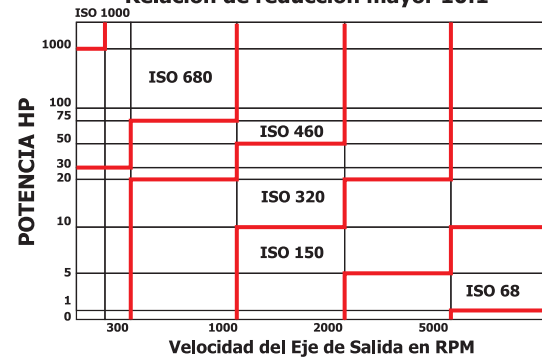 Relación de reducción mayor 10:1
ISO 1000
1000
ISO 680
100
75
ISO 460
50
30
20
ISO 320
10
ISO 150
5
ISO 68
1
0
300
1000
2000
5000
POTENCIA HP
Velocidad del Eje de Salida en RPM